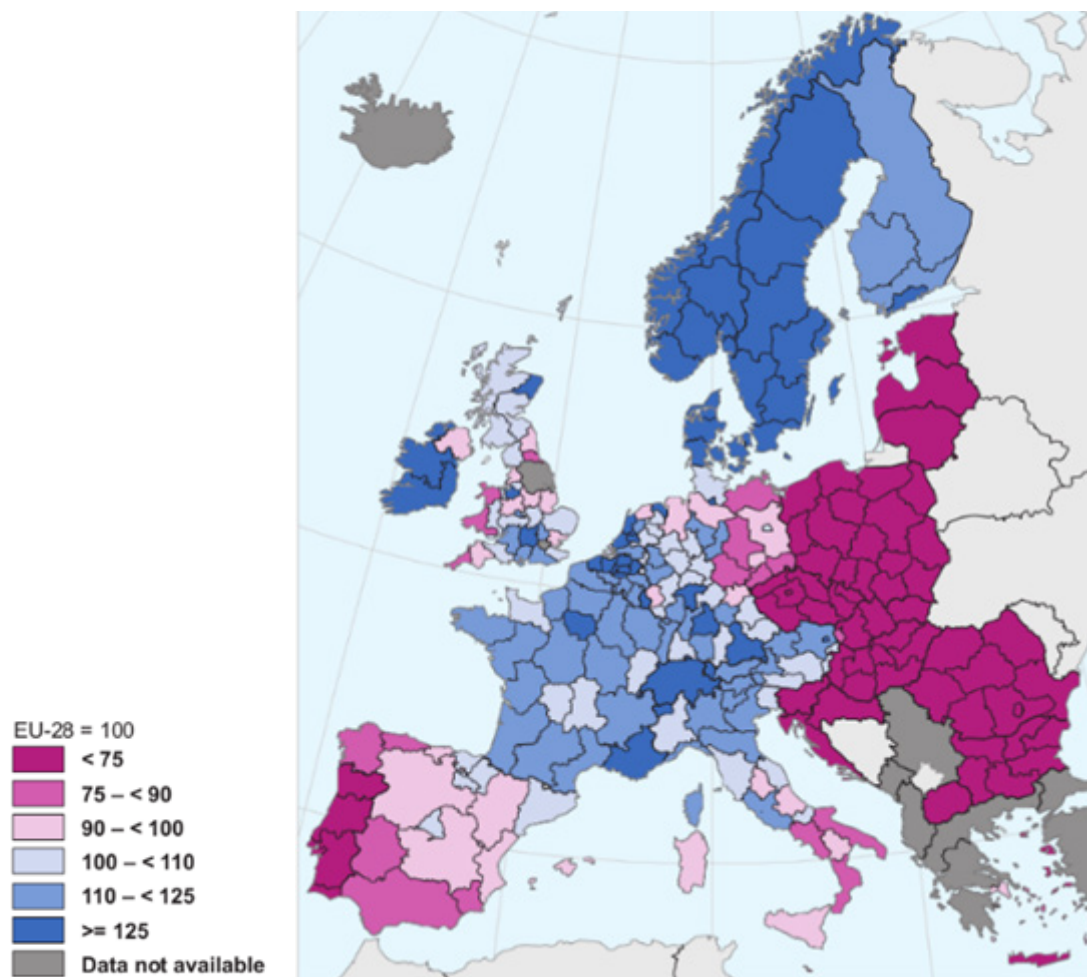 EU-28 = 100
< 75
75 – < 90
90 – < 100
100 – < 110
110 – < 125
>= 125
Data not available